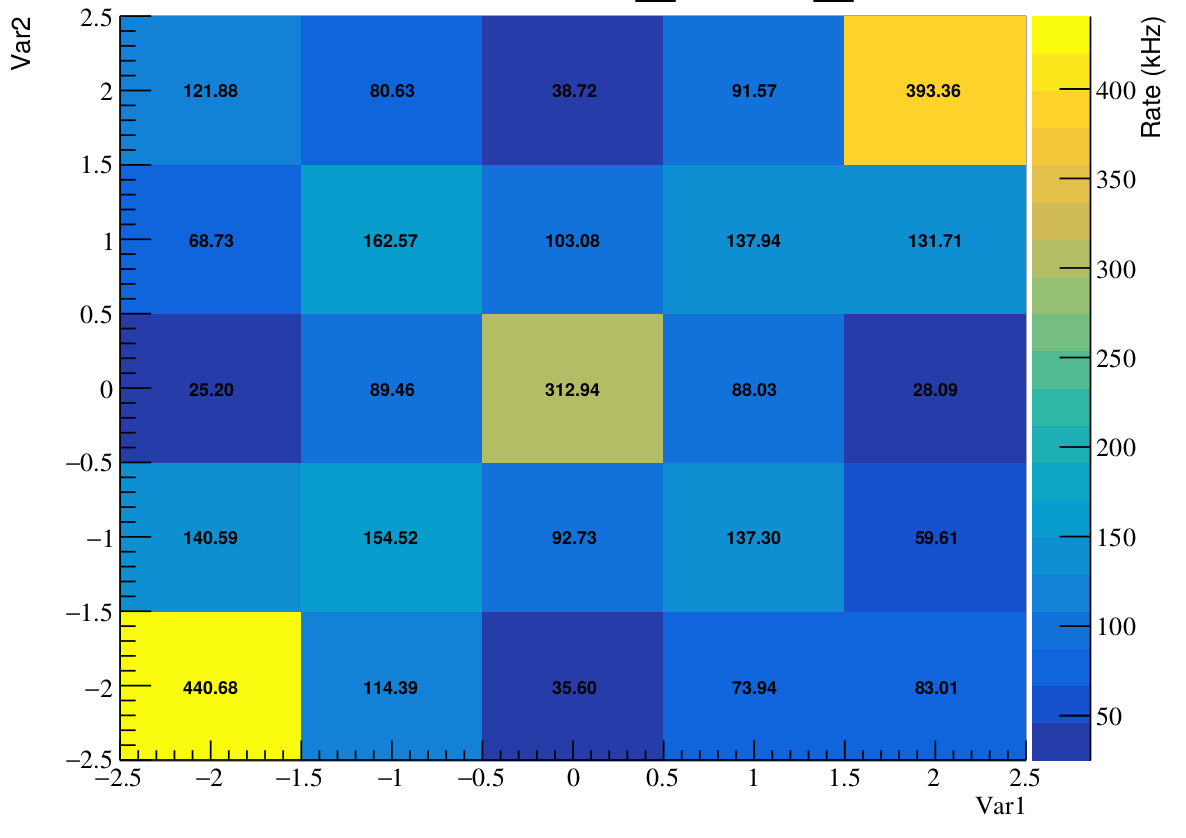 Var2
Rate (kHz)
2.5
2 121.88 80.63 38.72 91.57 393.36 400
1.5 350
1 68.73 162.57 103.08 137.94 131.71
300
0.5
250
0 25.20 89.46 312.94 88.03 28.09
−0.5 200
−1 140.59 154.52 92.73 137.30 59.61 150
−1.5 100
−2 440.68 114.39 35.60 73.94 83.01
50
−2.5
−2.5 −2 −1.5 −1 −0.5 0 0.5 1 1.5 2 2.5
Var1